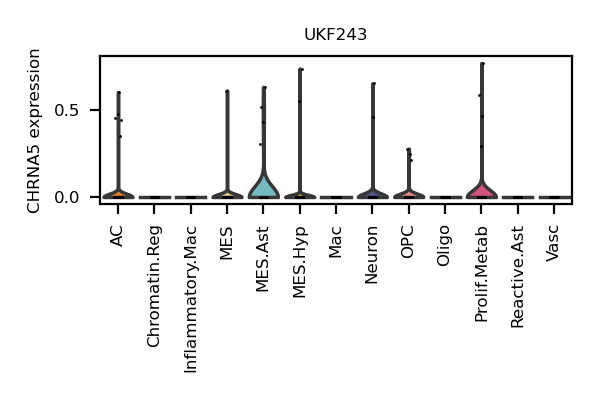 UKF243
CHRNA5 expression
0.5
0.0
AC
Chromatin.Reg
Inflammatory.Mac
MES
MES.Ast
MES.Hyp
Mac
Neuron
OPC
Oligo
Prolif.Metab
Reactive.Ast
Vasc